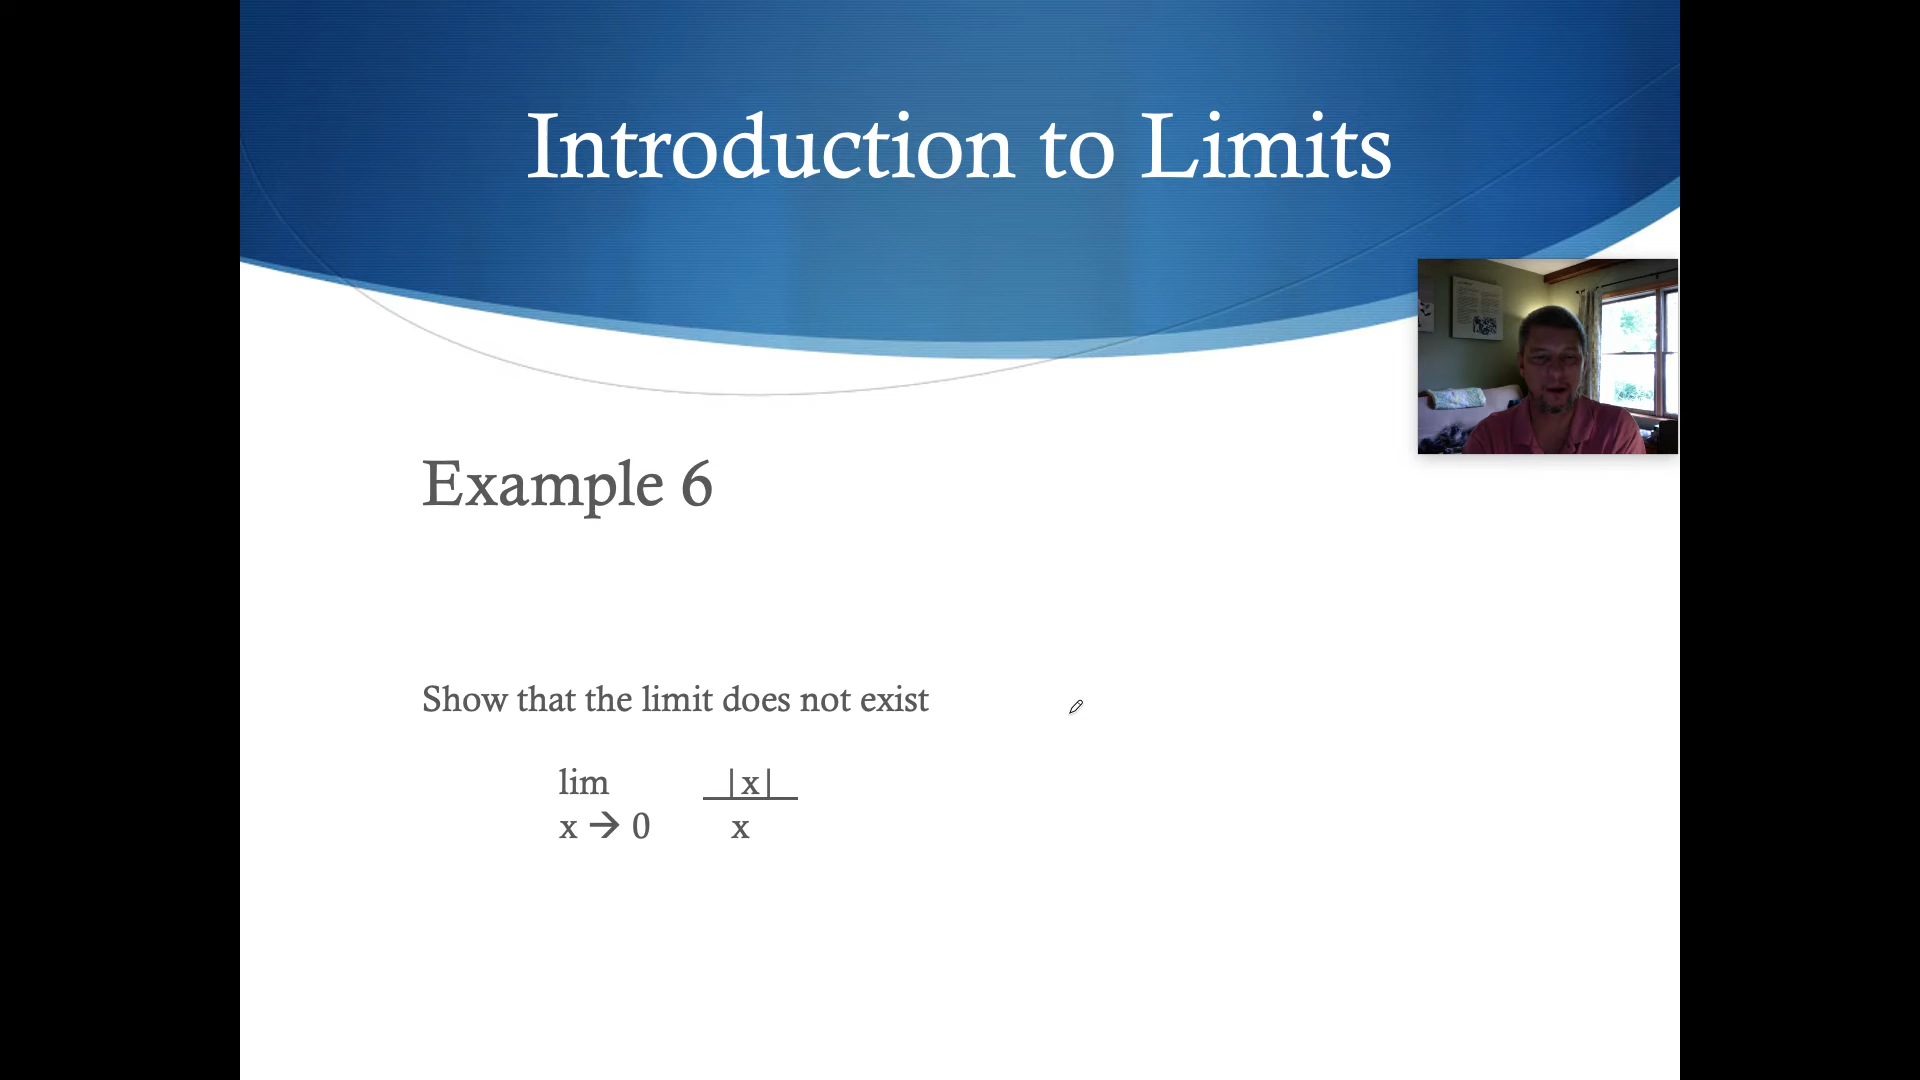 Introduction to Limits
Example 6
Show that the limit does not exist
lim |x|
x → 0 x